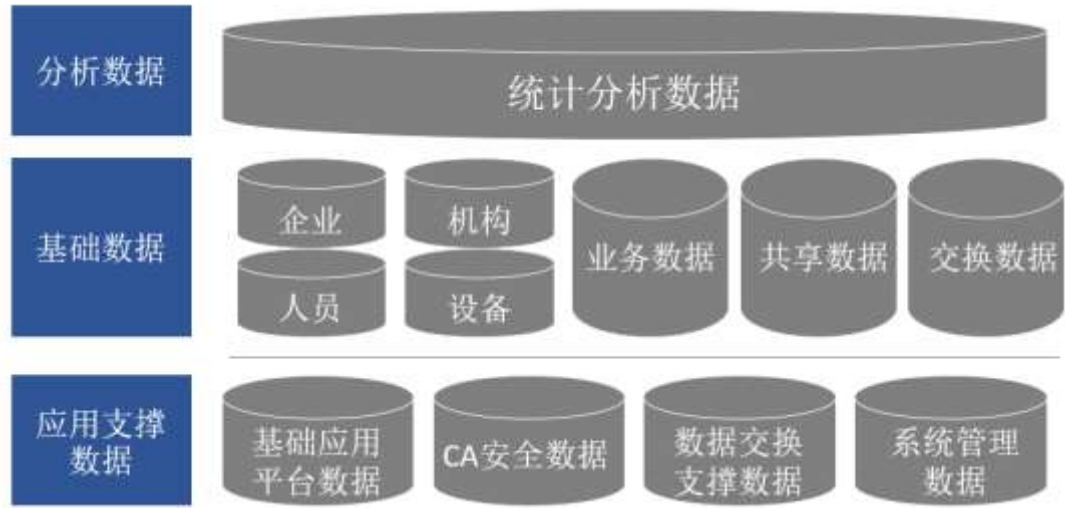 分析数据
统计分析数据
基础数据
企业
机构
人员
设备
业务数据
共享数据
交换数据
应用支撑
数据
基础应用
平台数据
CA安全数据
数据交换
支撑数据
系统管理
数据